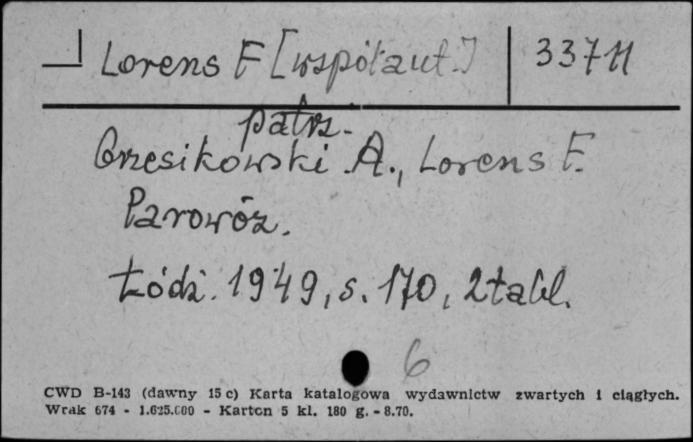 Lorens F [współaut.] 33711
patrz.
Grzesikowski A., Lorens F.
Parowóz.
Łódź. 1949, s. 170, 2 tabl.
6
CWD B-143 (dawny 15 c) Karta katalogowa wydawnictw zwartych i ciągłych.
Wrak 674 - 1.625.000 - Karton 5 kl. 180 g. - 8.70.